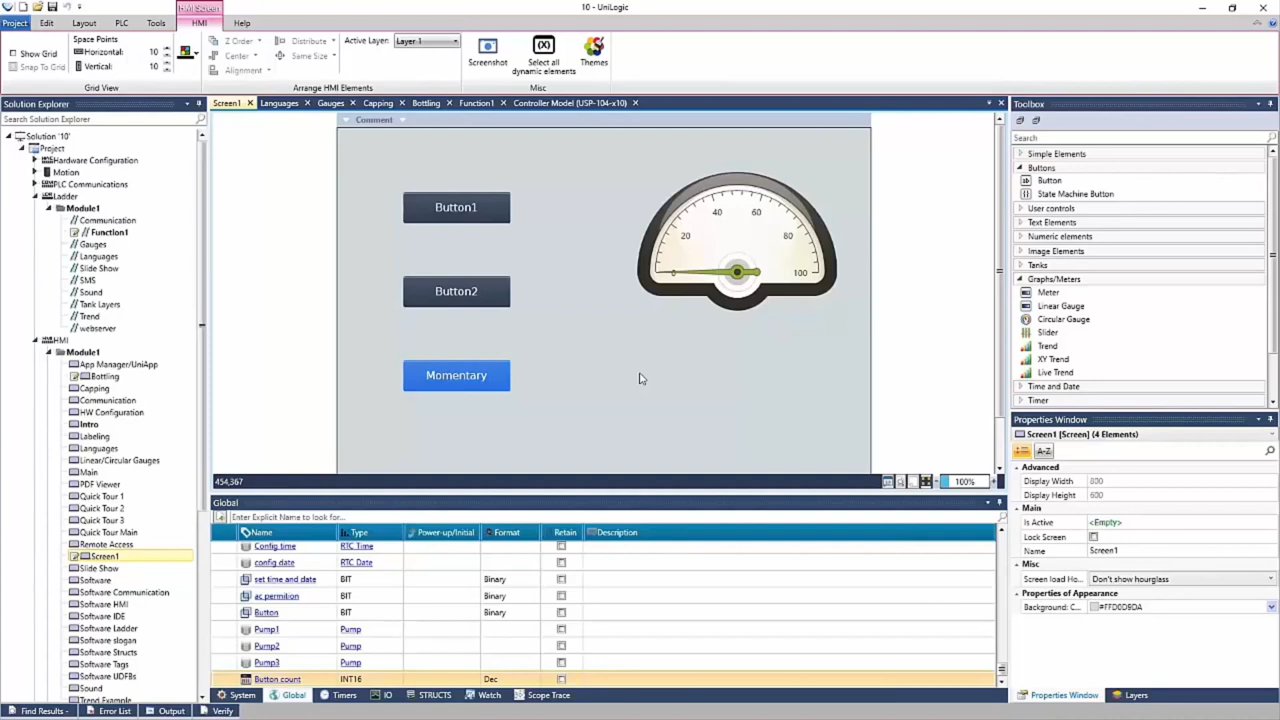 10 - UniLogic
HMI Screen
Project Edit Layout PLC Tools HMI Help
Show Grid
Snap To Grid
Space Points
Horizontal: 10
Vertical: 10
Grid View
Z Order
Center
Alignment
Distribute
Same Size
Active Layer: Layer 1
Arrange HMI Elements
Screenshot
Select all dynamic elements
Themes
Misc
Solution Explorer
Search Solution Explorer
Solution '10'
Project
Hardware Configuration
Motion
PLC Communications
Ladder
Module1
Communication
Function1
Gauges
Languages
Slide Show
SMS
Sound
Tank Layers
Trend
webserver
HMI
Module1
App Manager/UniApp
Bottling
Capping
Communication
HW Configuration
Intro
Labeling
Languages
Linear/Circular Gauges
Main
PDF Viewer
Quick Tour 1
Quick Tour 2
Quick Tour 3
Quick Tour Main
Remote Access
Screen1
Slide Show
Software
Software Communication
Software HMI
Software IDE
Software Ladder
Software slogan
Software Structs
Software Tags
Software UDFBs
Sound
Trend Example
Screen1 Languages Gauges Capping Bottling Function1 Controller Model (USP-104-x10)
Comment
Button1
Button2
Momentary
0 20 40 60 80 100
454,367
100%
Global
Enter Explicit Name to look for...
Name Type Power-up/Initial Format Retain Description
Config time RTC Time
config date RTC Date
set time and date BIT Binary
ac permition BIT Binary
Button BIT Binary
Pump1 Pump
Pump2 Pump
Pump3 Pump
Button count INT16 Dec
System Global Timers IO STRUCTS Watch Scope Trace
Toolbox
Search
Simple Elements
Buttons
Button
State Machine Button
User controls
Text Elements
Numeric elements
Image Elements
Tanks
Graphs/Meters
Meter
Linear Gauge
Circular Gauge
Slider
Trend
XY Trend
Live Trend
Time and Date
Timer
Properties Window
Screen1 [Screen] (4 Elements)
A-Z
Advanced
Display Width 800
Display Height 600
Main
Is Active <Empty>
Lock Screen
Name Screen1
Misc
Screen load Ho... Don't show hourglass
Properties of Appearance
Background: C... #FFD0D8DA
Properties Window Layers
Find Results - Error List Output Verify